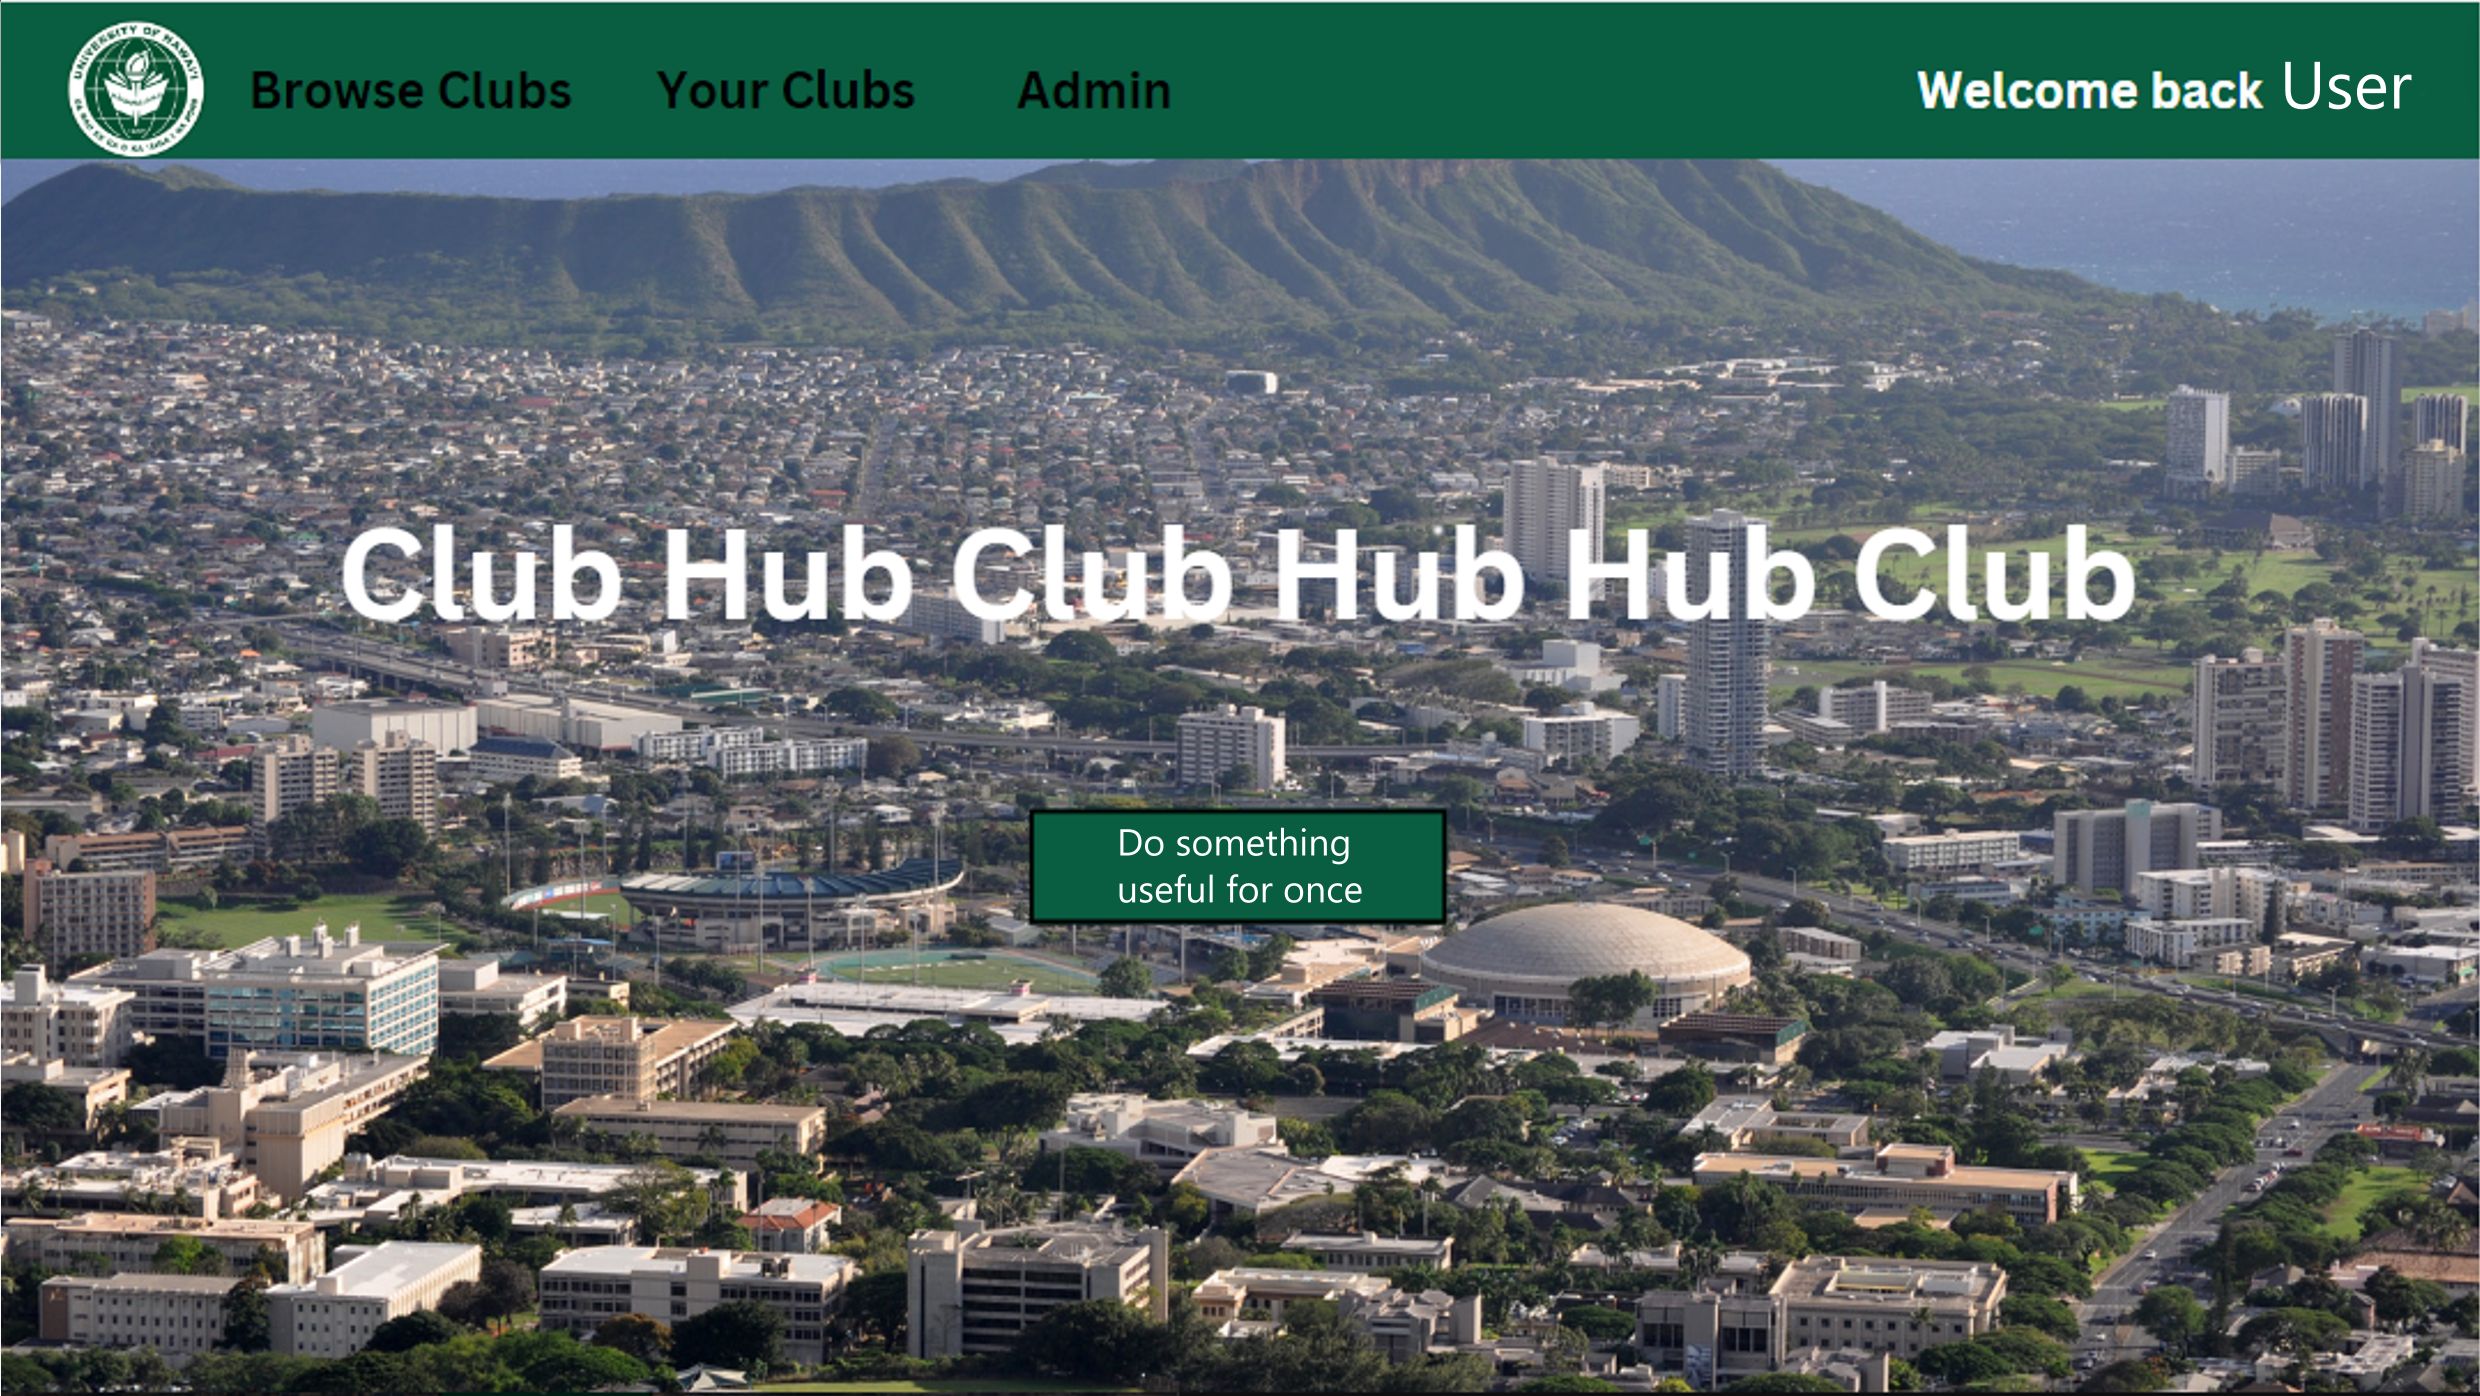 UNIVERSITY OF HAWAI'I
Browse Clubs
Your Clubs
Admin
Welcome back User
Club Hub Club Hub Hub Club
Do something
useful for once